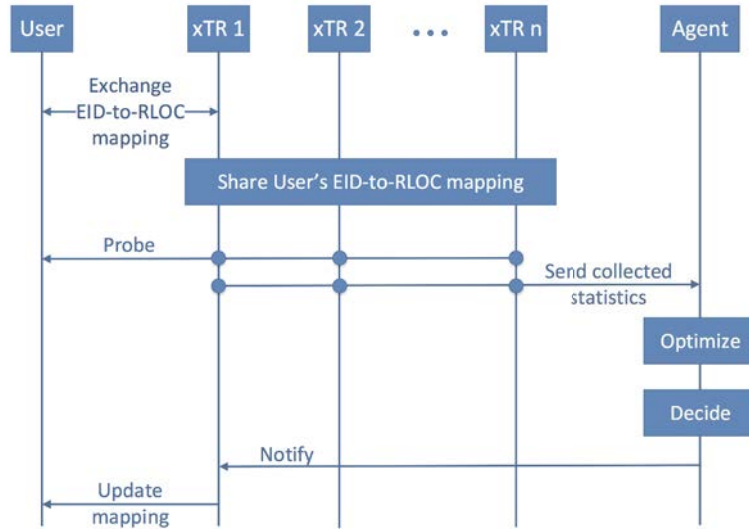 User
xTR 1
xTR 2
...
xTR n
Agent
Exchange
EID-to-RLOC
mapping
Share User's EID-to-RLOC mapping
Probe
Send collected
statistics
Optimize
Decide
Notify
Update
mapping